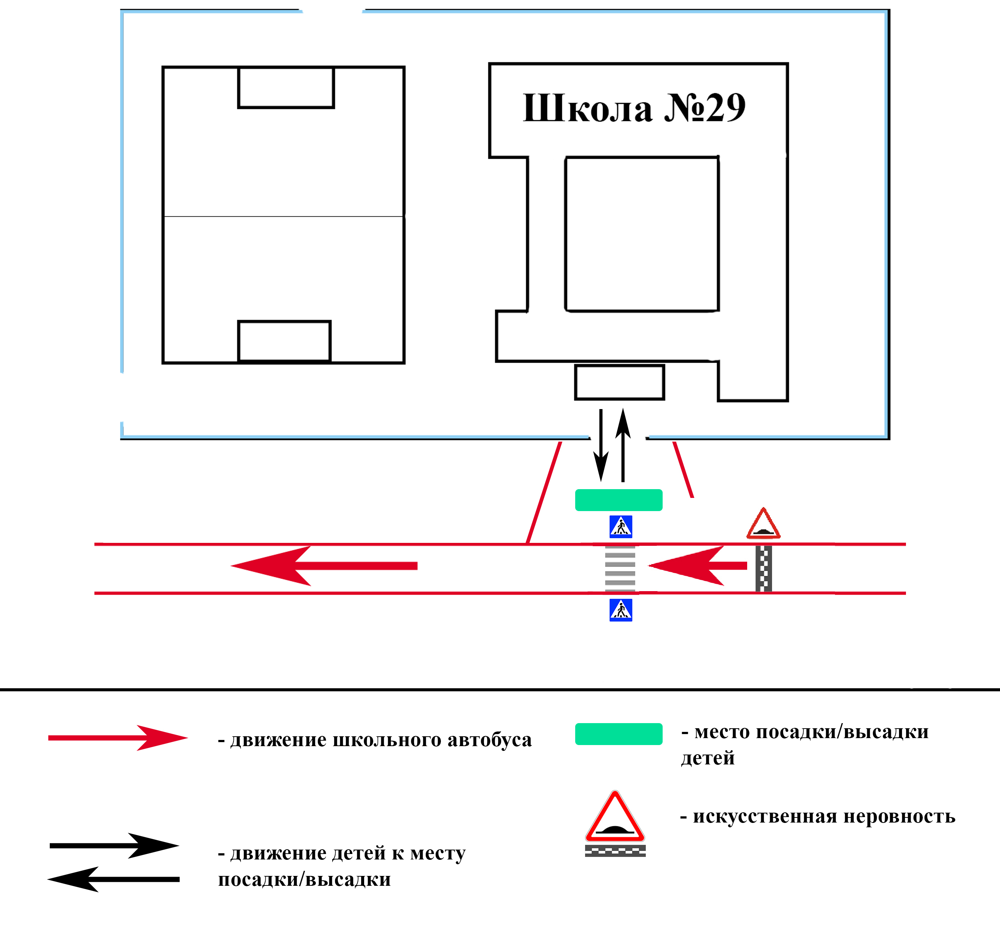 Школа №29
- движение школьного автобуса
- место посадки/высадки
детей
- искусственная неровность
- движение детей к месту
посадки/высадки